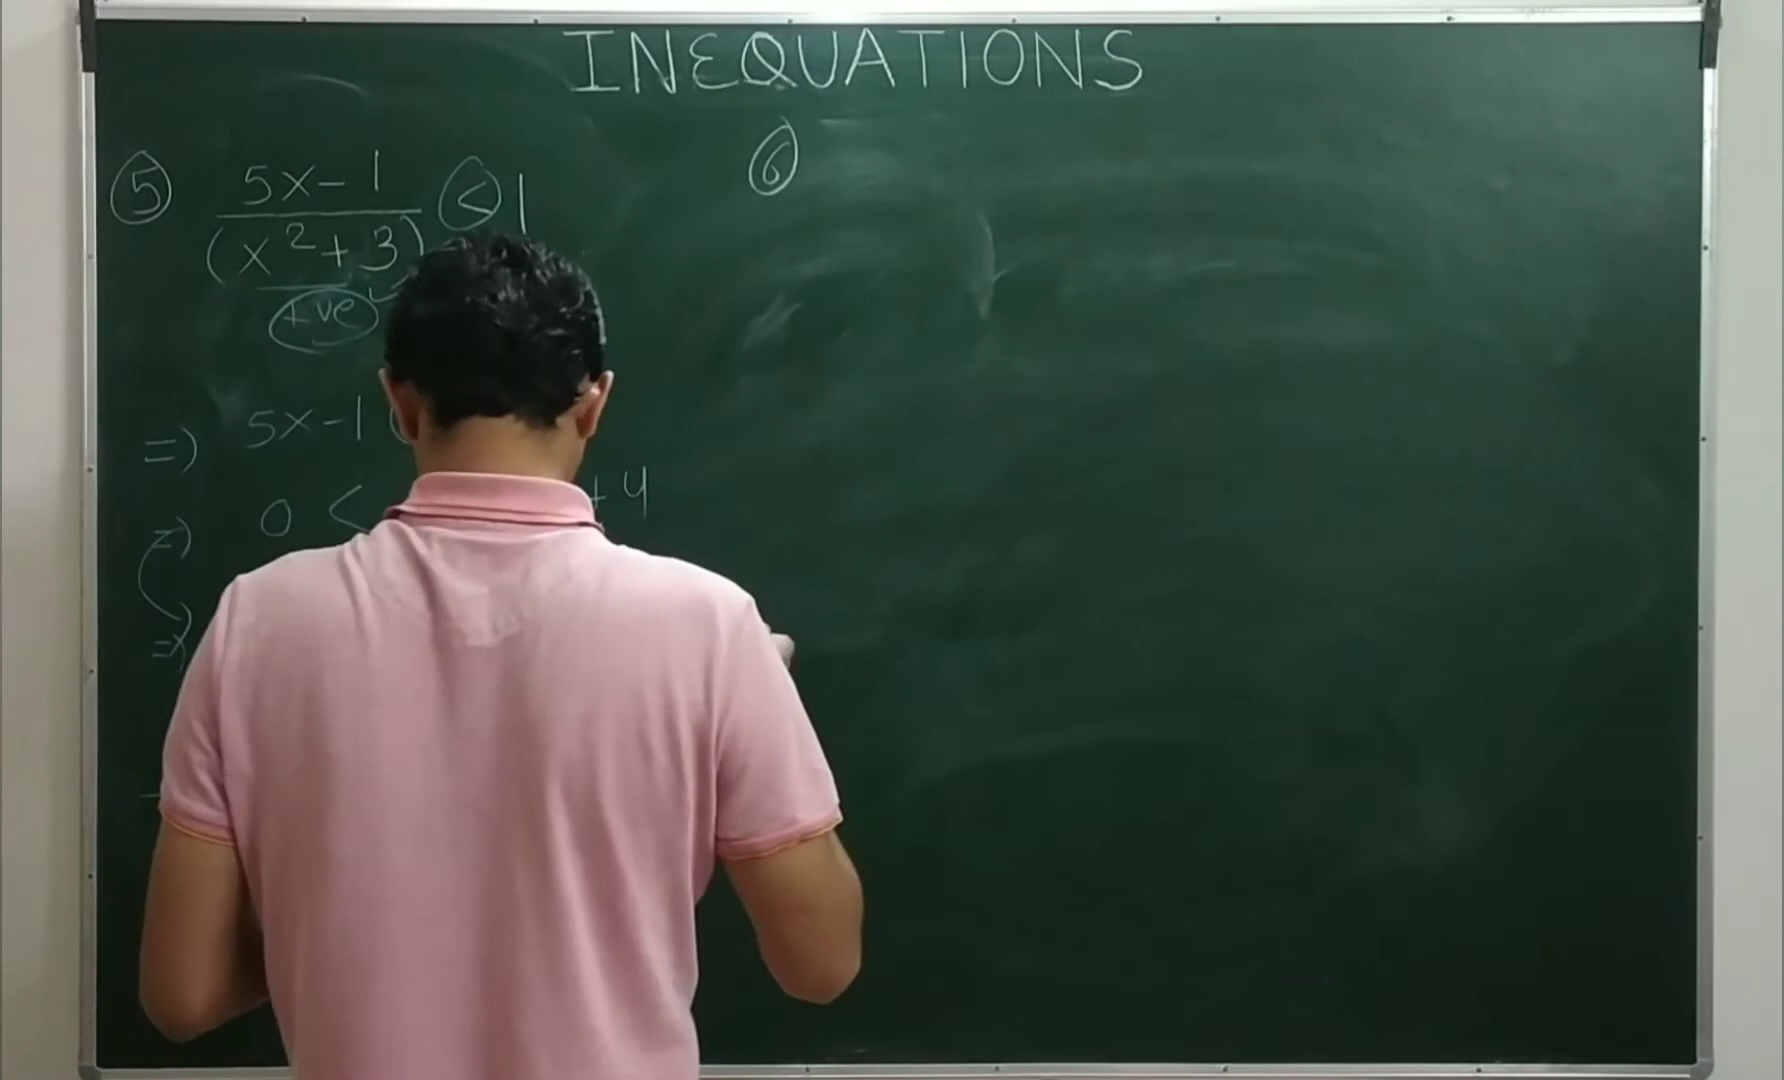 INEQUATIONS
⑤ 5x-1 < 1
(x²+3)
+ve
=> 5x-1
=> 0 < +4
=>
⑥